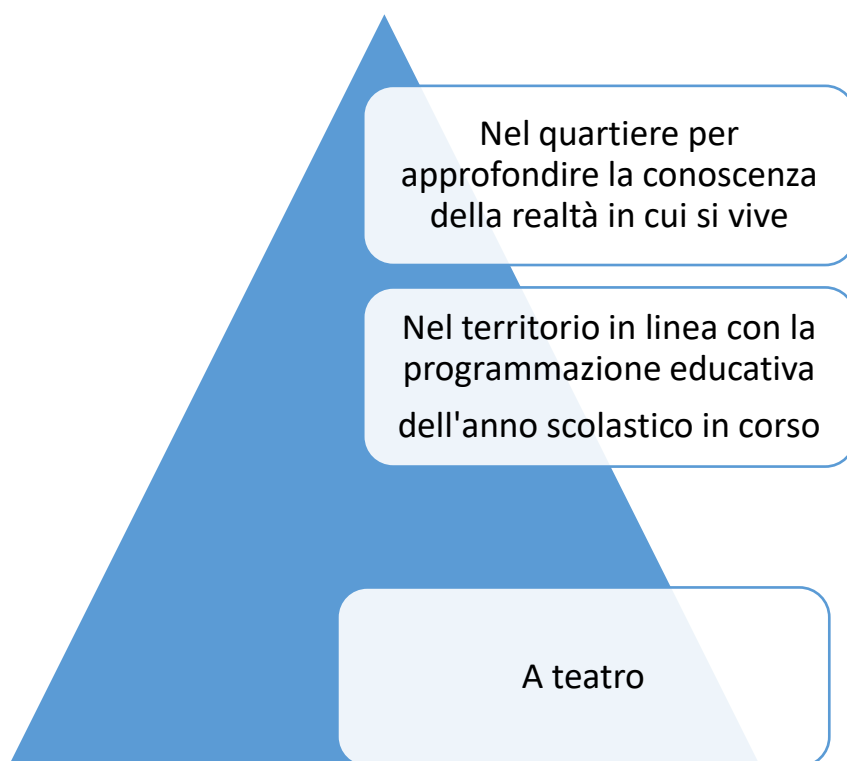 Nel quartiere per
approfondire la conoscenza
della realtà in cui si vive
Nel territorio in linea con la
programmazione educativa
dell'anno scolastico in corso
A teatro